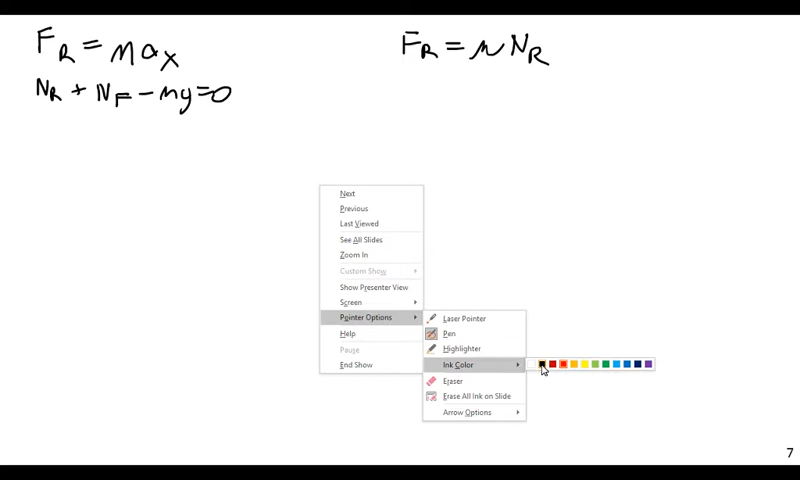 F_R = m a_x
F_R = μ N_R
N_R + N_F - mg = 0
Next
Previous
Last Viewed
See All Slides
Zoom In
Custom Show
Show Presenter View
Screen
Pointer Options
Help
Pause
End Show
Laser Pointer
Pen
Highlighter
Ink Color
Eraser
Erase All Ink on Slide
Arrow Options
7